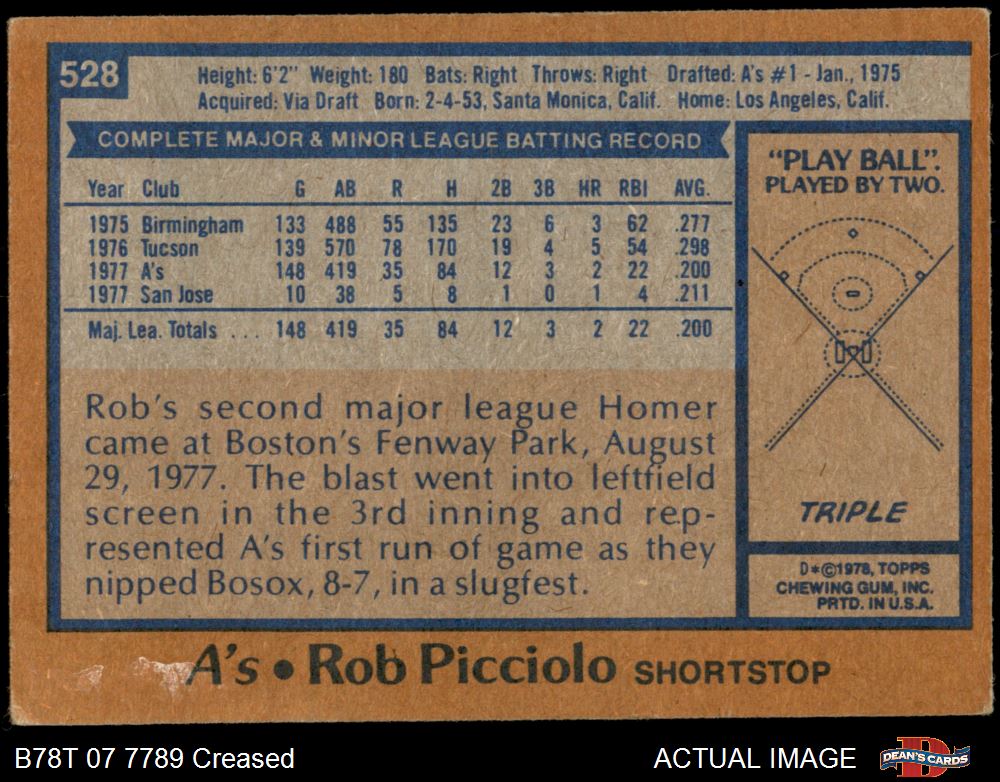 528
Height: 6'2" Weight: 180 Bats: Right Throws: Right Drafted: A's #1 - Jan., 1975
Acquired: Via Draft Born: 2-4-53, Santa Monica, Calif. Home: Los Angeles, Calif.
COMPLETE MAJOR & MINOR LEAGUE BATTING RECORD
Year Club G AB R H 2B 3B HR RBI AVG.
1975 Birmingham 133 488 55 135 23 6 3 62 .277
1976 Tucson 139 570 78 170 19 4 5 54 .298
1977 A's 148 419 35 84 12 3 2 22 .200
1977 San Jose 10 38 5 8 1 0 1 4 .211
Maj. Lea. Totals . . . 148 419 35 84 12 3 2 22 .200
Rob's second major league Homer
came at Boston's Fenway Park, August
29, 1977. The blast went into leftfield
screen in the 3rd inning and rep-
resented A's first run of game as they
nipped Bosox, 8-7, in a slugfest.
"PLAY BALL".
PLAYED BY TWO.
TRIPLE
D*©1978, TOPPS
CHEWING GUM, INC.
PRTD. IN U.S.A.
A's • Rob Picciolo SHORTSTOP
B78T 07 7789 Creased
ACTUAL IMAGE
D
DEAN'S CARDS